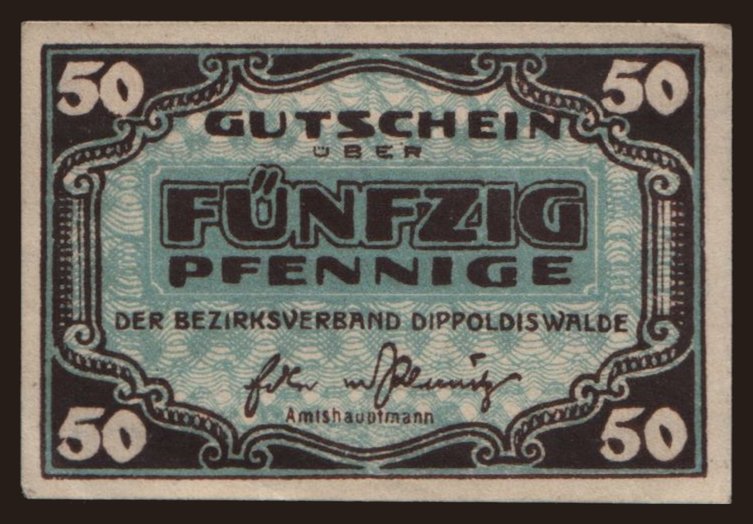 50 50
GUTSCHEIN
ÜBER
FÜNFZIG
PFENNIGE
DER BEZIRKSVERBAND DIPPOLDISWALDE
Amtshauptmann
50 50